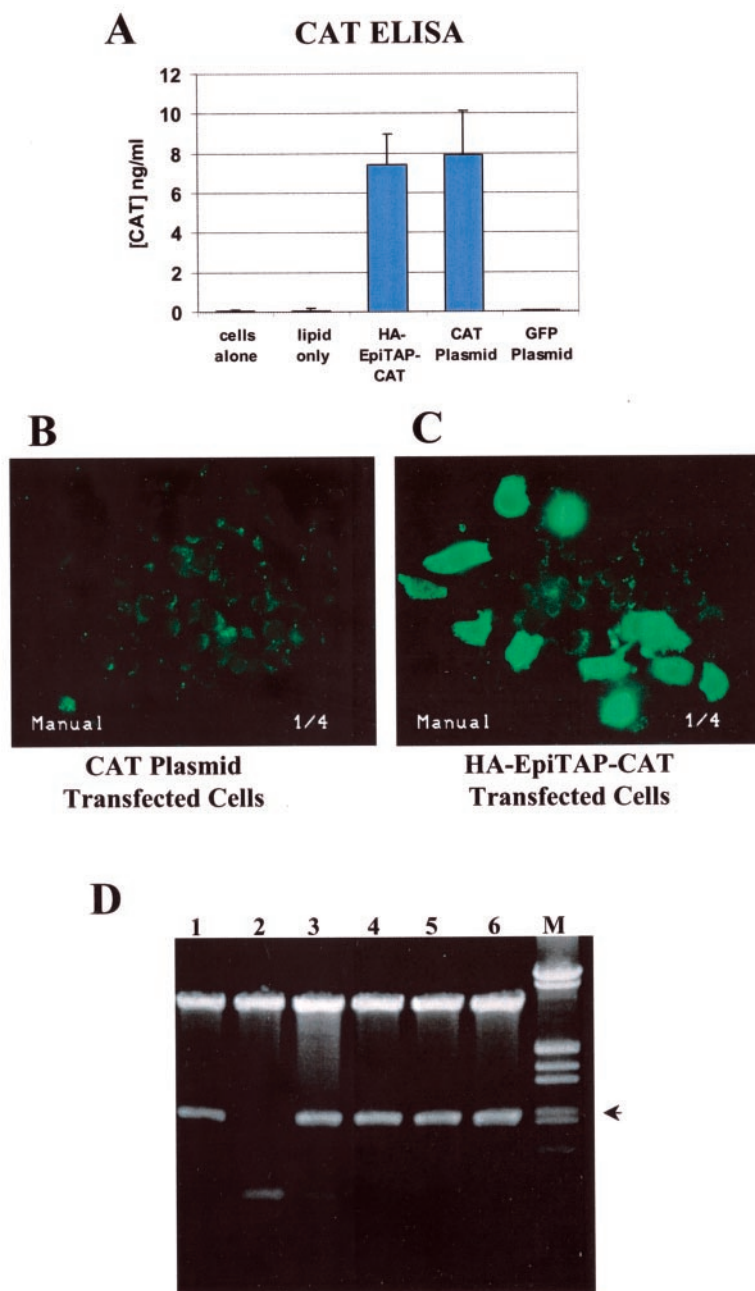 A
CAT ELISA
12
10
8
6
4
2
0
[CAT] ng/ml
cells alone
lipid only
HA-EpiTAP-CAT
CAT Plasmid
GFP Plasmid
B
C
Manual 1/4
Manual 1/4
CAT Plasmid
Transfected Cells
HA-EpiTAP-CAT
Transfected Cells
D
1 2 3 4 5 6 M